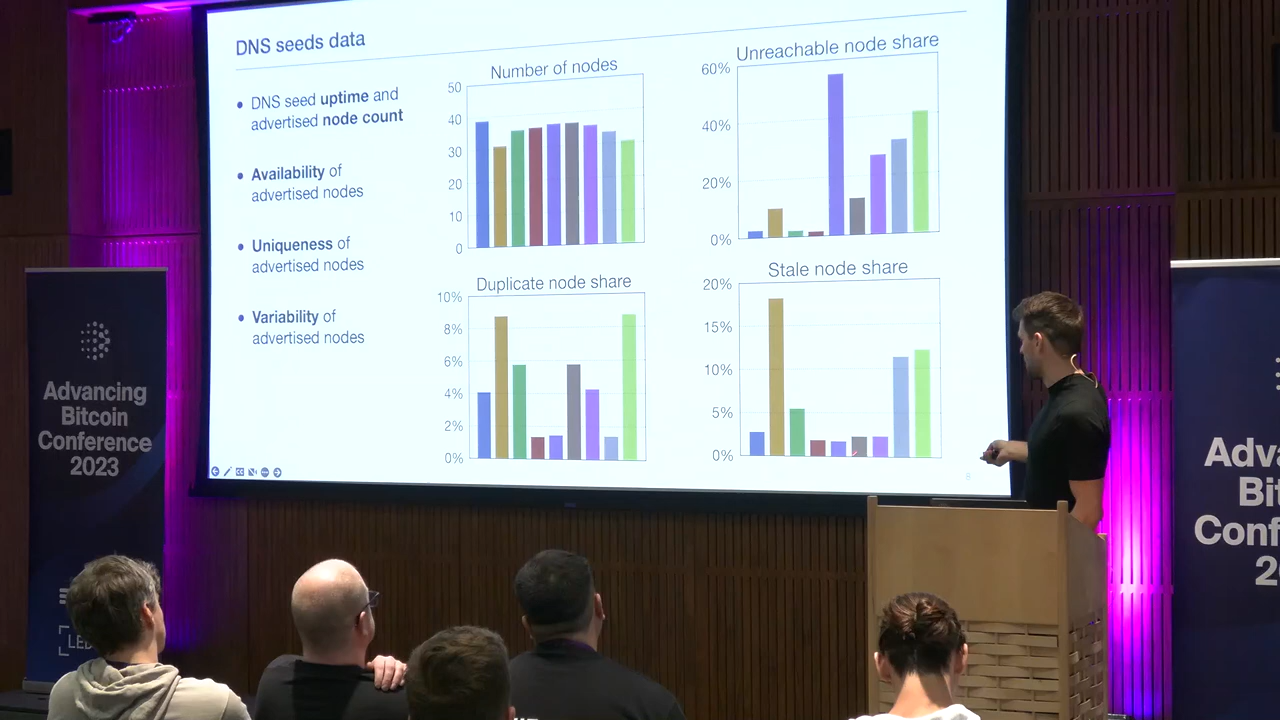 DNS seeds data
• DNS seed uptime and
advertised node count
• Availability of
advertised nodes
• Uniqueness of
advertised nodes
• Variability of
advertised nodes
Number of nodes
50
40
30
20
10
0
Unreachable node share
60%
40%
20%
0%
Duplicate node share
10%
8%
6%
4%
2%
0%
Stale node share
20%
15%
10%
5%
0%
Advancing
Bitcoin
Conference
2023
LED
Adva
Bit
Conf
20